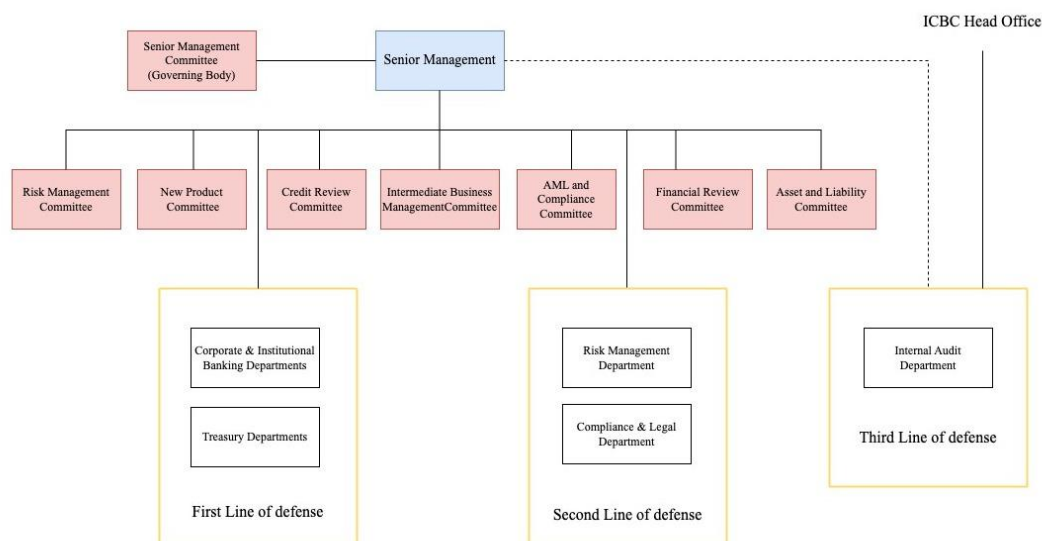 ICBC Head Office
Senior Management
Committee
(Governing Body)
Senior Management
Risk Management
Committee
New Product
Committee
Credit Review
Committee
Intermediate Business
ManagementCommittee
AML and
Compliance
Committee
Financial Review
Committee
Asset and Liability
Committee
Corporate & Institutional
Banking Departments
Treasury Departments
First Line of defense
Risk Management
Department
Compliance & Legal
Department
Second Line of defense
Internal Audit
Department
Third Line of defense